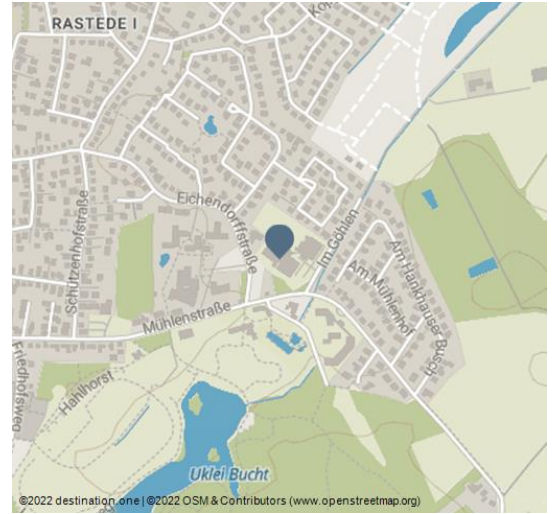 RASTEDE I
Eichendorffstraße
Schützenhofstraße
Im Göhlen
Am Hankhauser Busch
Am Mühlenhof
Mühlenstraße
Friedhofsweg
Hahlhorst
Uklei Bucht
©2022 destination.one | ©2022 OSM & Contributors (www.openstreetmap.org)